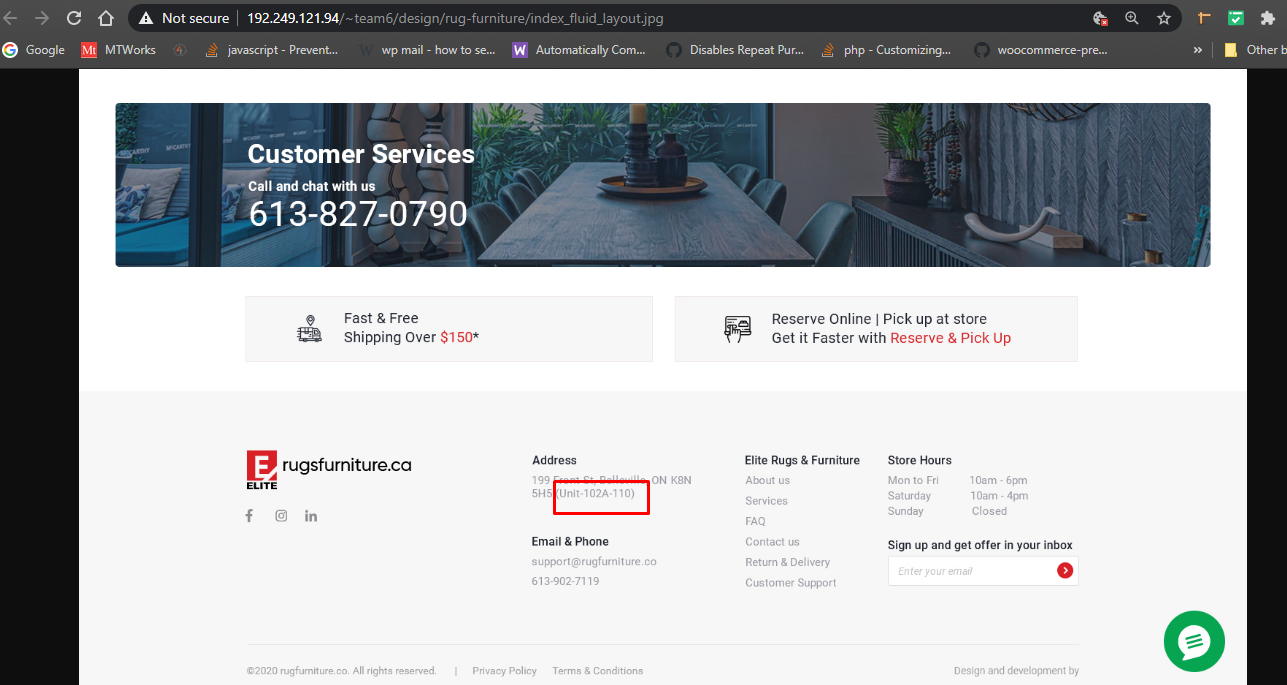 Not secure
192.249.121.94/~team6/design/rug-furniture/index_fluid_layout.jpg
Google
MTWorks
javascript - Prevent...
wp mail - how to se...
Automatically Com...
Disables Repeat Pur...
php - Customizing...
woocommerce-pre...
»
Other b
McCARTHY
Customer Services
Call and chat with us
613-827-0790
Fast & Free
Shipping Over $150*
Reserve Online | Pick up at store
Get it Faster with Reserve & Pick Up
E
ELITE
rugsfurniture.ca
Address
199 Front St, Belleville, ON K8N
5H5 (Unit-102A-110)
Email & Phone
support@rugfurniture.co
613-902-7119
Elite Rugs & Furniture
About us
Services
FAQ
Contact us
Return & Delivery
Customer Support
Store Hours
Mon to Fri 10am - 6pm
Saturday 10am - 4pm
Sunday Closed
Sign up and get offer in your inbox
Enter your email
©2020 rugfurniture.co. All rights reserved. | Privacy Policy Terms & Conditions
Design and development by